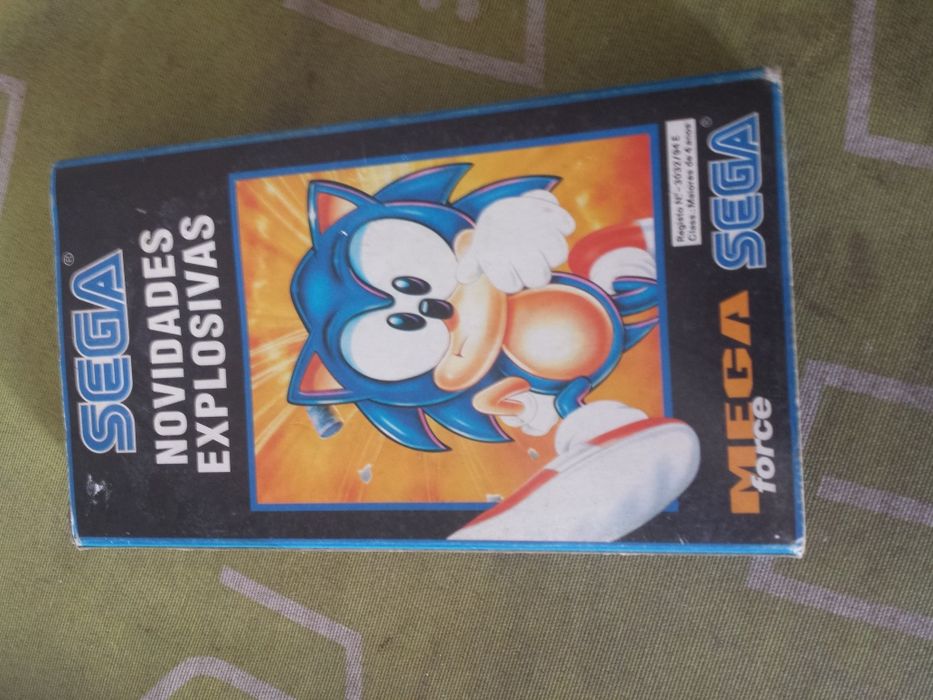 SEGA®
NOVIDADES
EXPLOSIVAS
Registo Nº - 3032/94 E
Class.: Maiores de 4 anos
MEGA
force
SEGA®